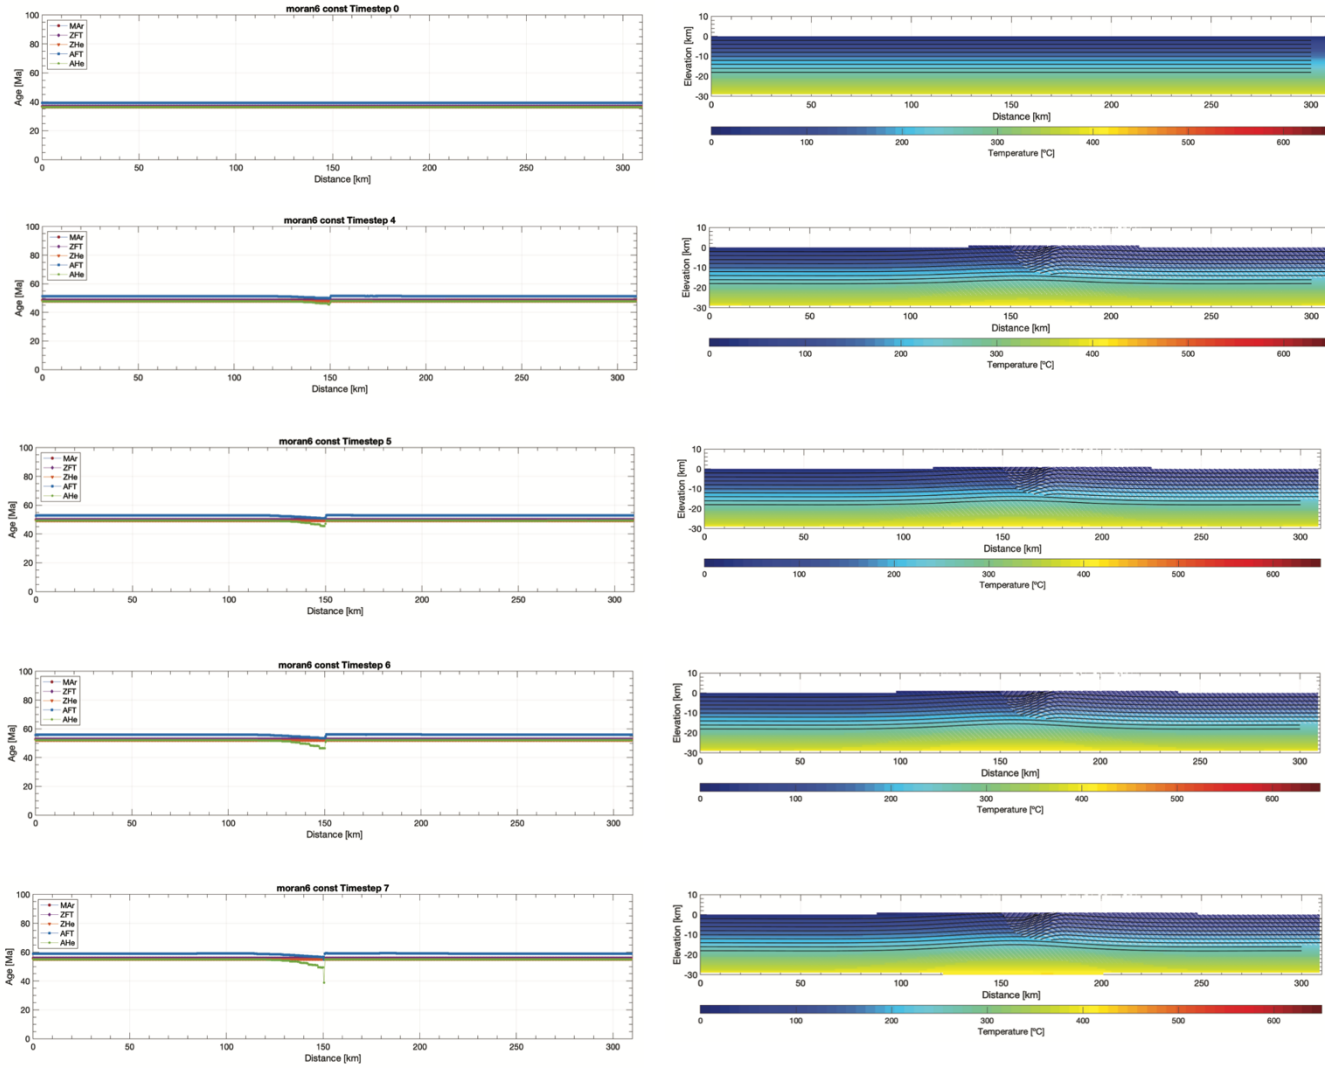 moran6 const Timestep 0
Age [Ma]
100
80
60
40
20
0
MAr
ZFT
ZHe
AFT
AHe
0 50 100 150 200 250 300
Distance [km]
Elevation [km]
10
0
-10
-20
-30
0 50 100 150 200 250 300
Distance [km]
0 100 200 300 400 500 600
Temperature [ºC]
moran6 const Timestep 4
Age [Ma]
100
80
60
40
20
0
MAr
ZFT
ZHe
AFT
AHe
0 50 100 150 200 250 300
Distance [km]
Elevation [km]
10
0
-10
-20
-30
0 50 100 150 200 250 300
Distance [km]
0 100 200 300 400 500 600
Temperature [ºC]
moran6 const Timestep 5
Age [Ma]
100
80
60
40
20
0
MAr
ZFT
ZHe
AFT
AHe
0 50 100 150 200 250 300
Distance [km]
Elevation [km]
10
0
-10
-20
-30
0 50 100 150 200 250 300
Distance [km]
0 100 200 300 400 500 600
Temperature [ºC]
moran6 const Timestep 6
Age [Ma]
100
80
60
40
20
0
MAr
ZFT
ZHe
AFT
AHe
0 50 100 150 200 250 300
Distance [km]
Elevation [km]
10
0
-10
-20
-30
0 50 100 150 200 250 300
Distance [km]
0 100 200 300 400 500 600
Temperature [ºC]
moran6 const Timestep 7
Age [Ma]
100
80
60
40
20
0
MAr
ZFT
ZHe
AFT
AHe
0 50 100 150 200 250 300
Distance [km]
Elevation [km]
10
0
-10
-20
-30
0 50 100 150 200 250 300
Distance [km]
0 100 200 300 400 500 600
Temperature [ºC]